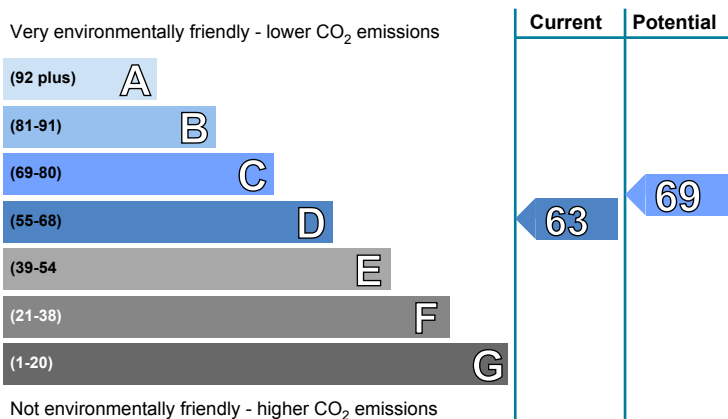 Current Potential
Very environmentally friendly - lower CO2 emissions
(92 plus) A
(81-91) B
(69-80) C
(55-68) D
(39-54 E
(21-38) F
(1-20) G
63
69
Not environmentally friendly - higher CO2 emissions